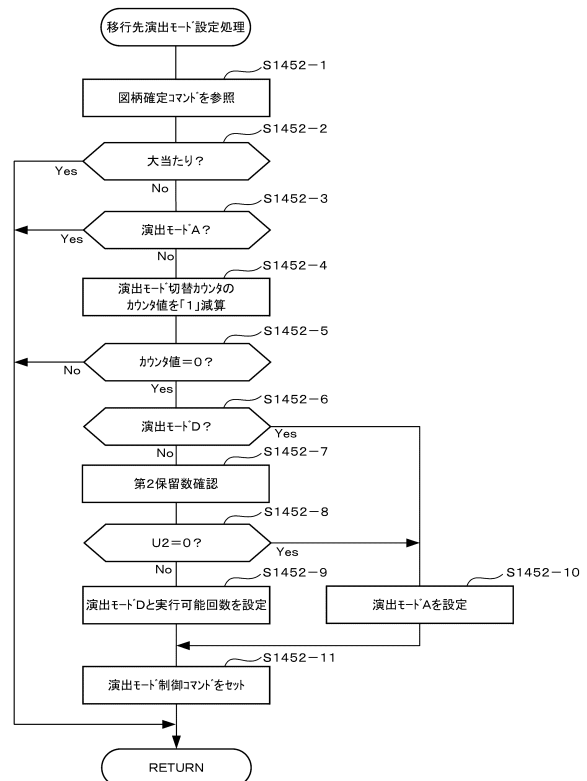 移行先演出モード設定処理
S1452-1
図柄確定コマンドを参照
S1452-2
大当たり?
Yes
No
S1452-3
演出モードA?
Yes
No
S1452-4
演出モード切替カウンタの
カウンタ値を「1」減算
S1452-5
カウンタ値=0?
No
Yes
S1452-6
演出モードD?
Yes
No
S1452-7
第2保留数確認
S1452-8
U2=0?
Yes
No
S1452-9
演出モードDと実行可能回数を設定
S1452-10
演出モードAを設定
S1452-11
演出モード制御コマンドをセット
RETURN